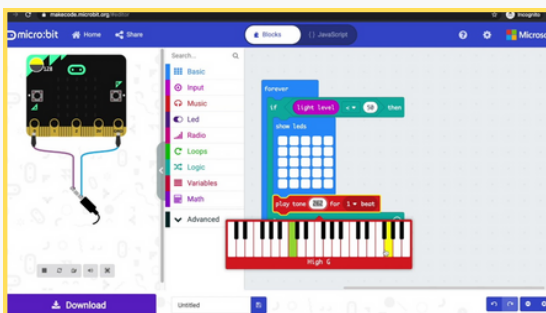 makecode.microbit.org/#editor
Incognito
micro:bit
Home
Share
Blocks
{} JavaScript
Microso
128
Search...
Basic
Input
Music
Led
Radio
Loops
Logic
Variables
Math
Advanced
forever
if light level < 50 then
show leds
play tone 262 for 1 beat
High G
Download
Untitled